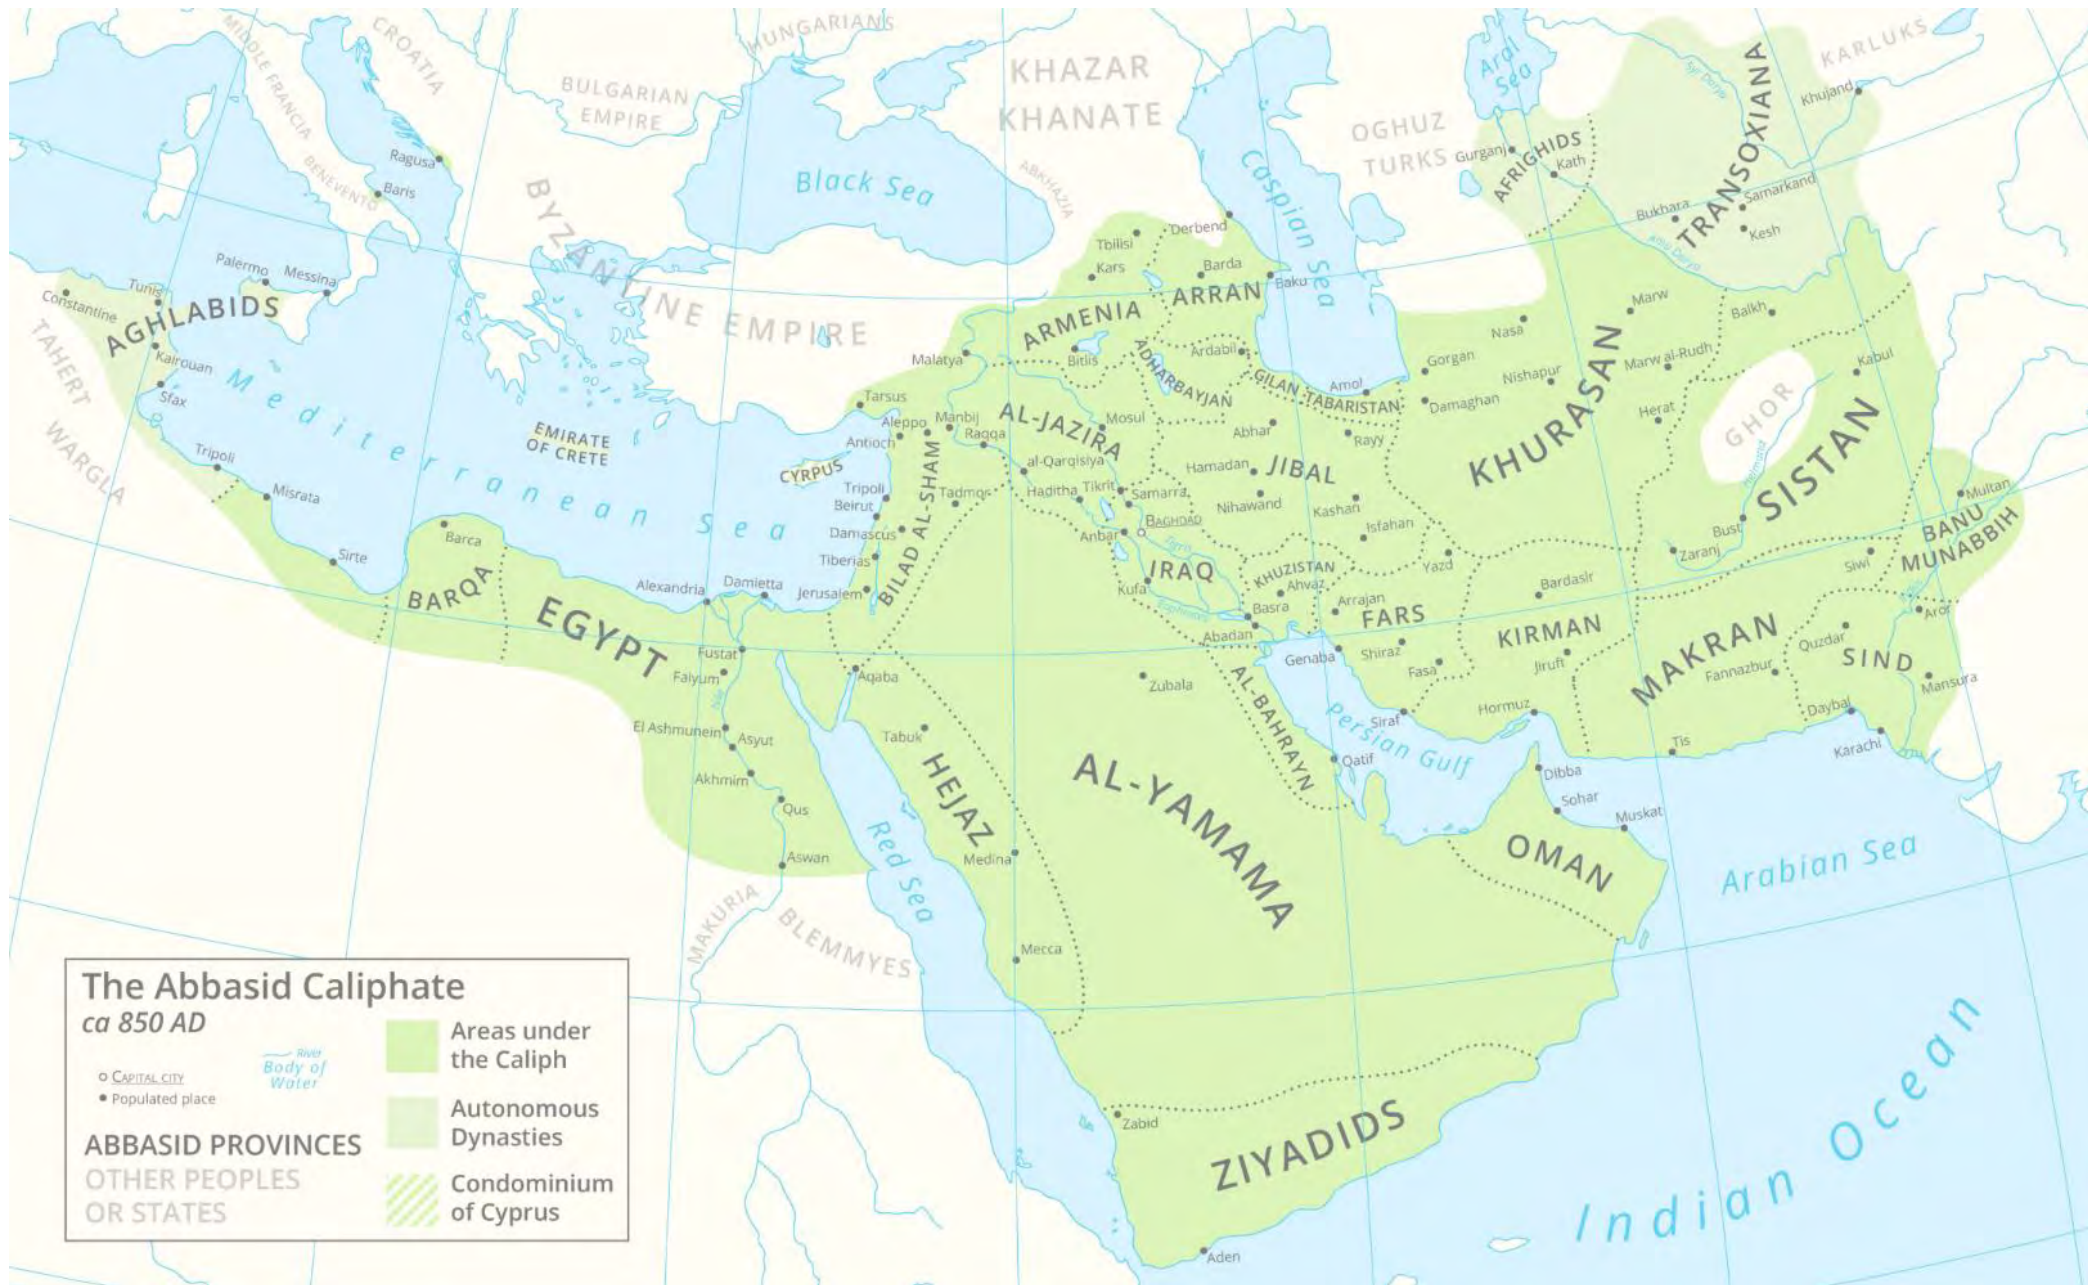 MIDDLE FRANCIA
CROATIA
HUNGARIANS
BULGARIAN
EMPIRE
KHAZAR
KHANATE
ABKHAZIA
OGHUZ
TURKS
KARLUKS
Aral
Sea
Syr Darya
TRANSOXIANA
Khujand
Gurganj
AFRIGHIDS
Kath
Bukhara
Samarkand
Kesh
Amu Darya
Ragusa
Baris
BENEVENTO
BYZANTINE EMPIRE
Black Sea
Caspian Sea
Derbend
Tbilisi
Kars
Barda
Baku
ARRAN
ARMENIA
Bitlis
ADHARBAYJAN
Ardabil
GILAN
TABARISTAN
Amol
Palermo
Messina
Tunis
Constantine
AGHLABIDS
Kairouan
Sfax
TAHERT
WARGLA
Tripoli
Misrata
Sirte
Mediterranean Sea
EMIRATE
OF CRETE
CYRPUS
Malatya
Tarsus
Aleppo
Manbij
Antioch
Raqqa
AL-JAZIRA
Mosul
al-Qarqisiya
Haditha
Tikrit
Samarra
Tadmor
Tripoli
Beirut
Damascus
Tiberias
Jerusalem
BILAD AL-SHAM
Anbar
BAGHDAD
Tigris
IRAQ
Kufa
Euphrates
Basra
Abadan
Abhar
Rayy
Hamadan
JIBAL
Nihawand
Kashan
Isfahan
KHUZISTAN
Ahvaz
Arrajan
Yazd
FARS
Genaba
Shiraz
Fasa
Siraf
Nasa
Gorgan
Damaghan
Nishapur
Marw
Marw al-Rudh
Herat
KHURASAN
Balkh
GHOR
Helmand
Kabul
SISTAN
Bust
Zaranj
Multan
BANU
MUNABBIH
Siwi
Indus
Aror
Bardasir
KIRMAN
Jiruft
Hormuz
MAKRAN
Fannazbur
Tis
Quzdar
SIND
Mansura
Daybal
Karachi
Barca
BARQA
Alexandria
Damietta
EGYPT
Fustat
Faiyum
Nile
El Ashmunein
Asyut
Akhmim
Qus
Aswan
MAKURIA
BLEMMYES
Aqaba
Tabuk
HEJAZ
Medina
Mecca
Red Sea
Zubala
AL-BAHRAYN
Qatif
Persian Gulf
AL-YAMAMA
Dibba
Sohar
Muskat
OMAN
Arabian Sea
Zabid
ZIYADIDS
Aden
Indian Ocean
The Abbasid Caliphate
ca 850 AD
CAPITAL CITY
Populated place
River
Body of
Water
ABBASID PROVINCES
OTHER PEOPLES
OR STATES
Areas under
the Caliph
Autonomous
Dynasties
Condominium
of Cyprus